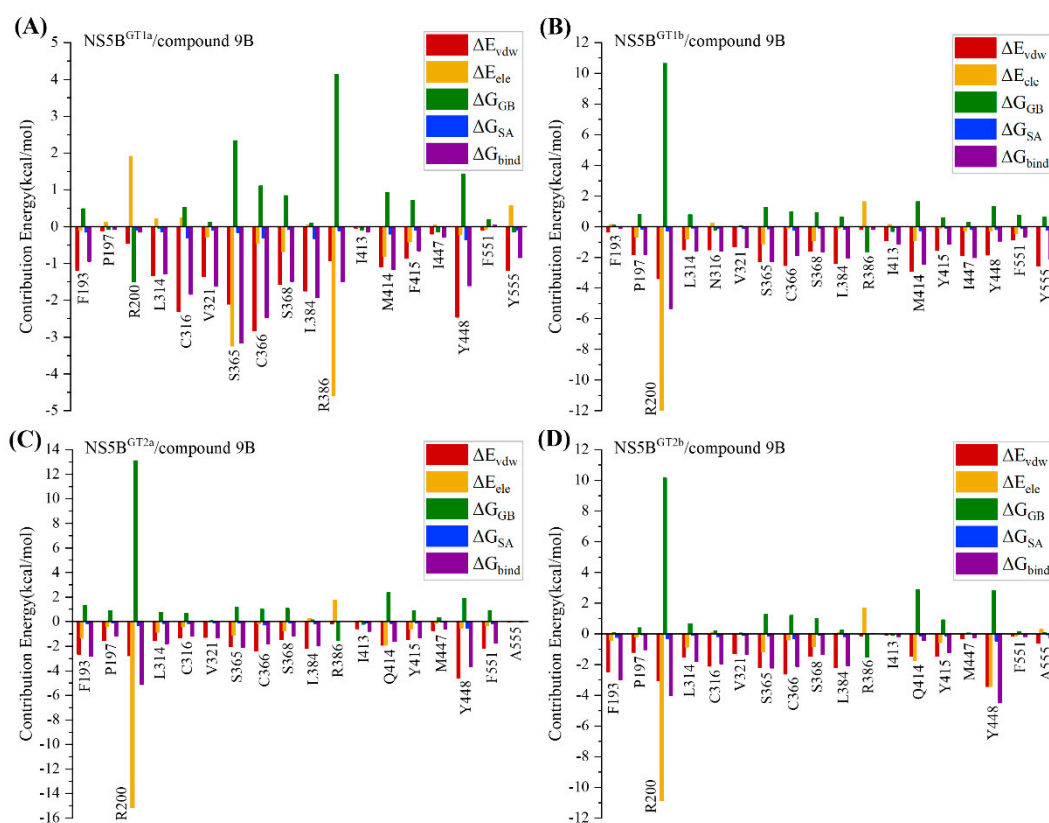 (A)
NS5B^GT1a/compound 9B
ΔE_vdw
ΔE_ele
ΔG_GB
ΔG_SA
ΔG_bind
Contribution Energy(kcal/mol)
5
4
3
2
1
0
-1
-2
-3
-4
-5
F193
P197
R200
L314
C316
V321
S365
C366
S368
L384
R386
I413
M414
F415
I447
Y448
F551
Y555
(B)
NS5B^GT1b/compound 9B
ΔE_vdw
ΔE_ele
ΔG_GB
ΔG_SA
ΔG_bind
Contribution Energy(kcal/mol)
12
10
8
6
4
2
0
-2
-4
-6
-8
-10
-12
F193
P197
R200
L314
N316
V321
S365
C366
S368
L384
R386
I413
M414
Y415
I447
Y448
F551
Y555
(C)
NS5B^GT2a/compound 9B
ΔE_vdw
ΔE_ele
ΔG_GB
ΔG_SA
ΔG_bind
Contribution Energy(kcal/mol)
14
12
10
8
6
4
2
0
-2
-4
-6
-8
-10
-12
-14
-16
F193
P197
R200
L314
C316
V321
S365
C366
S368
L384
R386
I413
Q414
Y415
M447
Y448
F551
A555
(D)
NS5B^GT2b/compound 9B
ΔE_vdw
ΔE_ele
ΔG_GB
ΔG_SA
ΔG_bind
Contribution Energy(kcal/mol)
12
10
8
6
4
2
0
-2
-4
-6
-8
-10
-12
F193
P197
R200
L314
C316
V321
S365
C366
S368
L384
R386
I413
Q414
Y415
M447
Y448
F551
A555